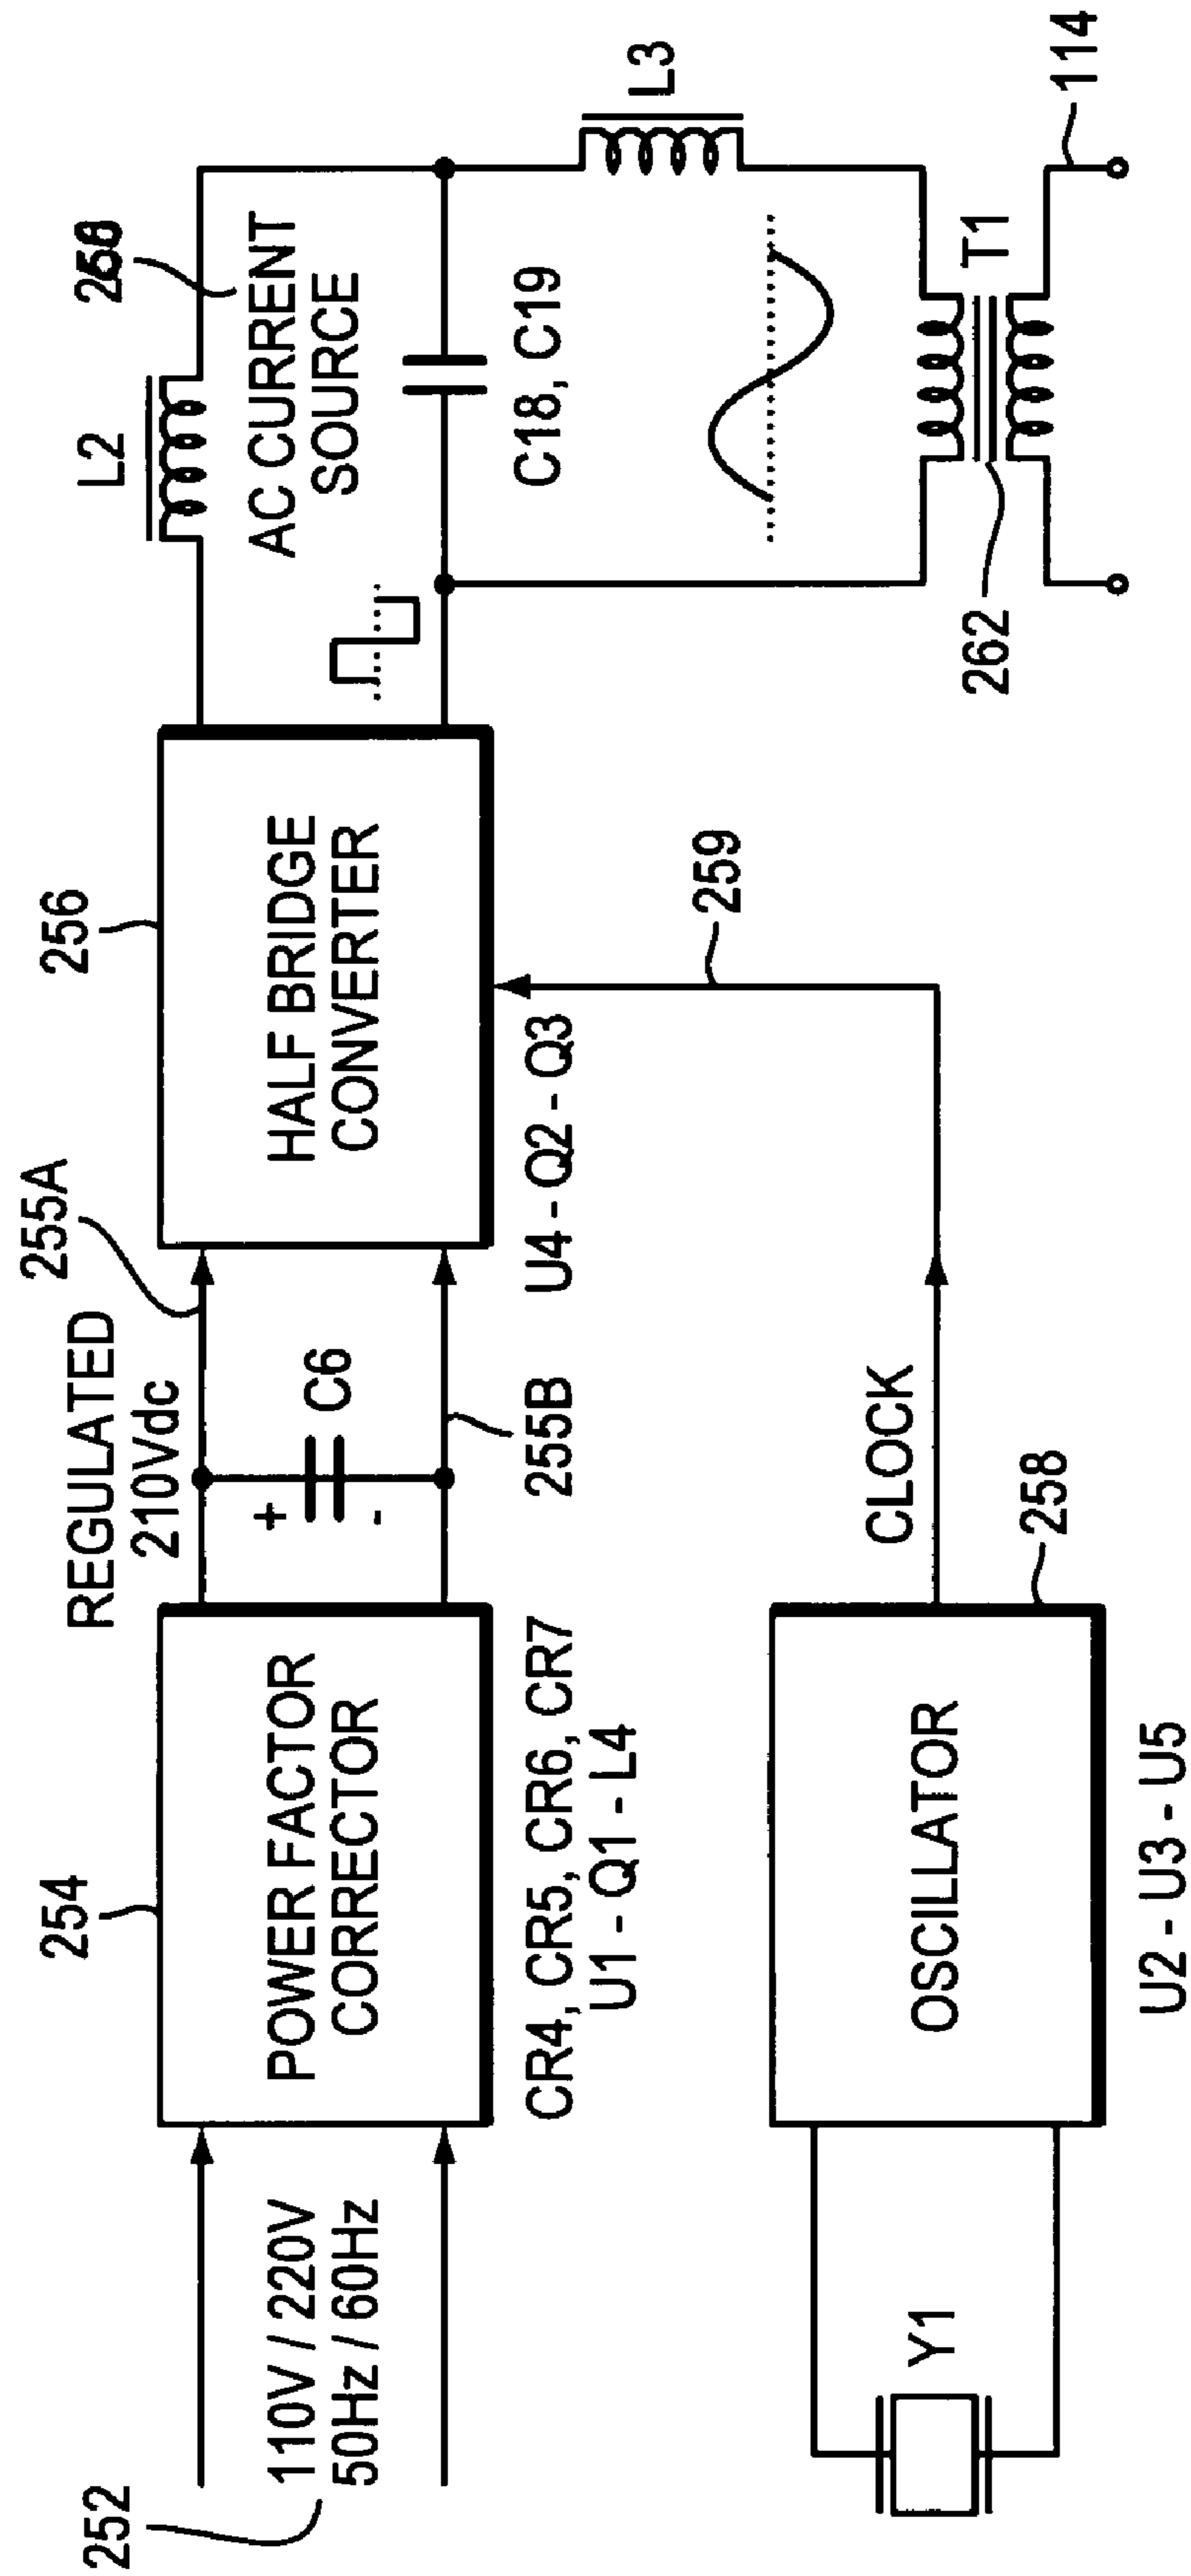 252
110V / 220V
50Hz / 60Hz
254
POWER FACTOR
CORRECTOR
CR4, CR5, CR6, CR7
U1 - Q1 - L4
REGULATED
210Vdc
255A
+
C6
-
255B
256
HALF BRIDGE
CONVERTER
U4 - Q2 - Q3
L2
AC CURRENT
SOURCE
C18, C19
L3
259
Y1
OSCILLATOR
U2 - U3 - U5
258
CLOCK
262
T1
114